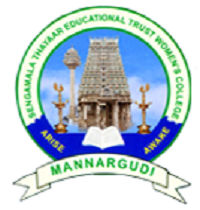 SENGAMALA THAYAAR EDUCATIONAL TRUST WOMEN'S COLLEGE
ARISE
AWAKE
MANNARGUDI